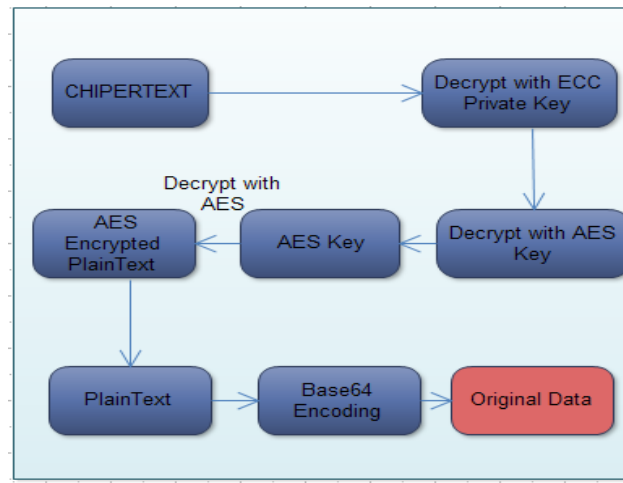 CHIPERTEXT
Decrypt with ECC
Private Key
Decrypt with AES
Key
AES Key
Decrypt with
AES
AES
Encrypted
PlainText
PlainText
Base64
Encoding
Original Data